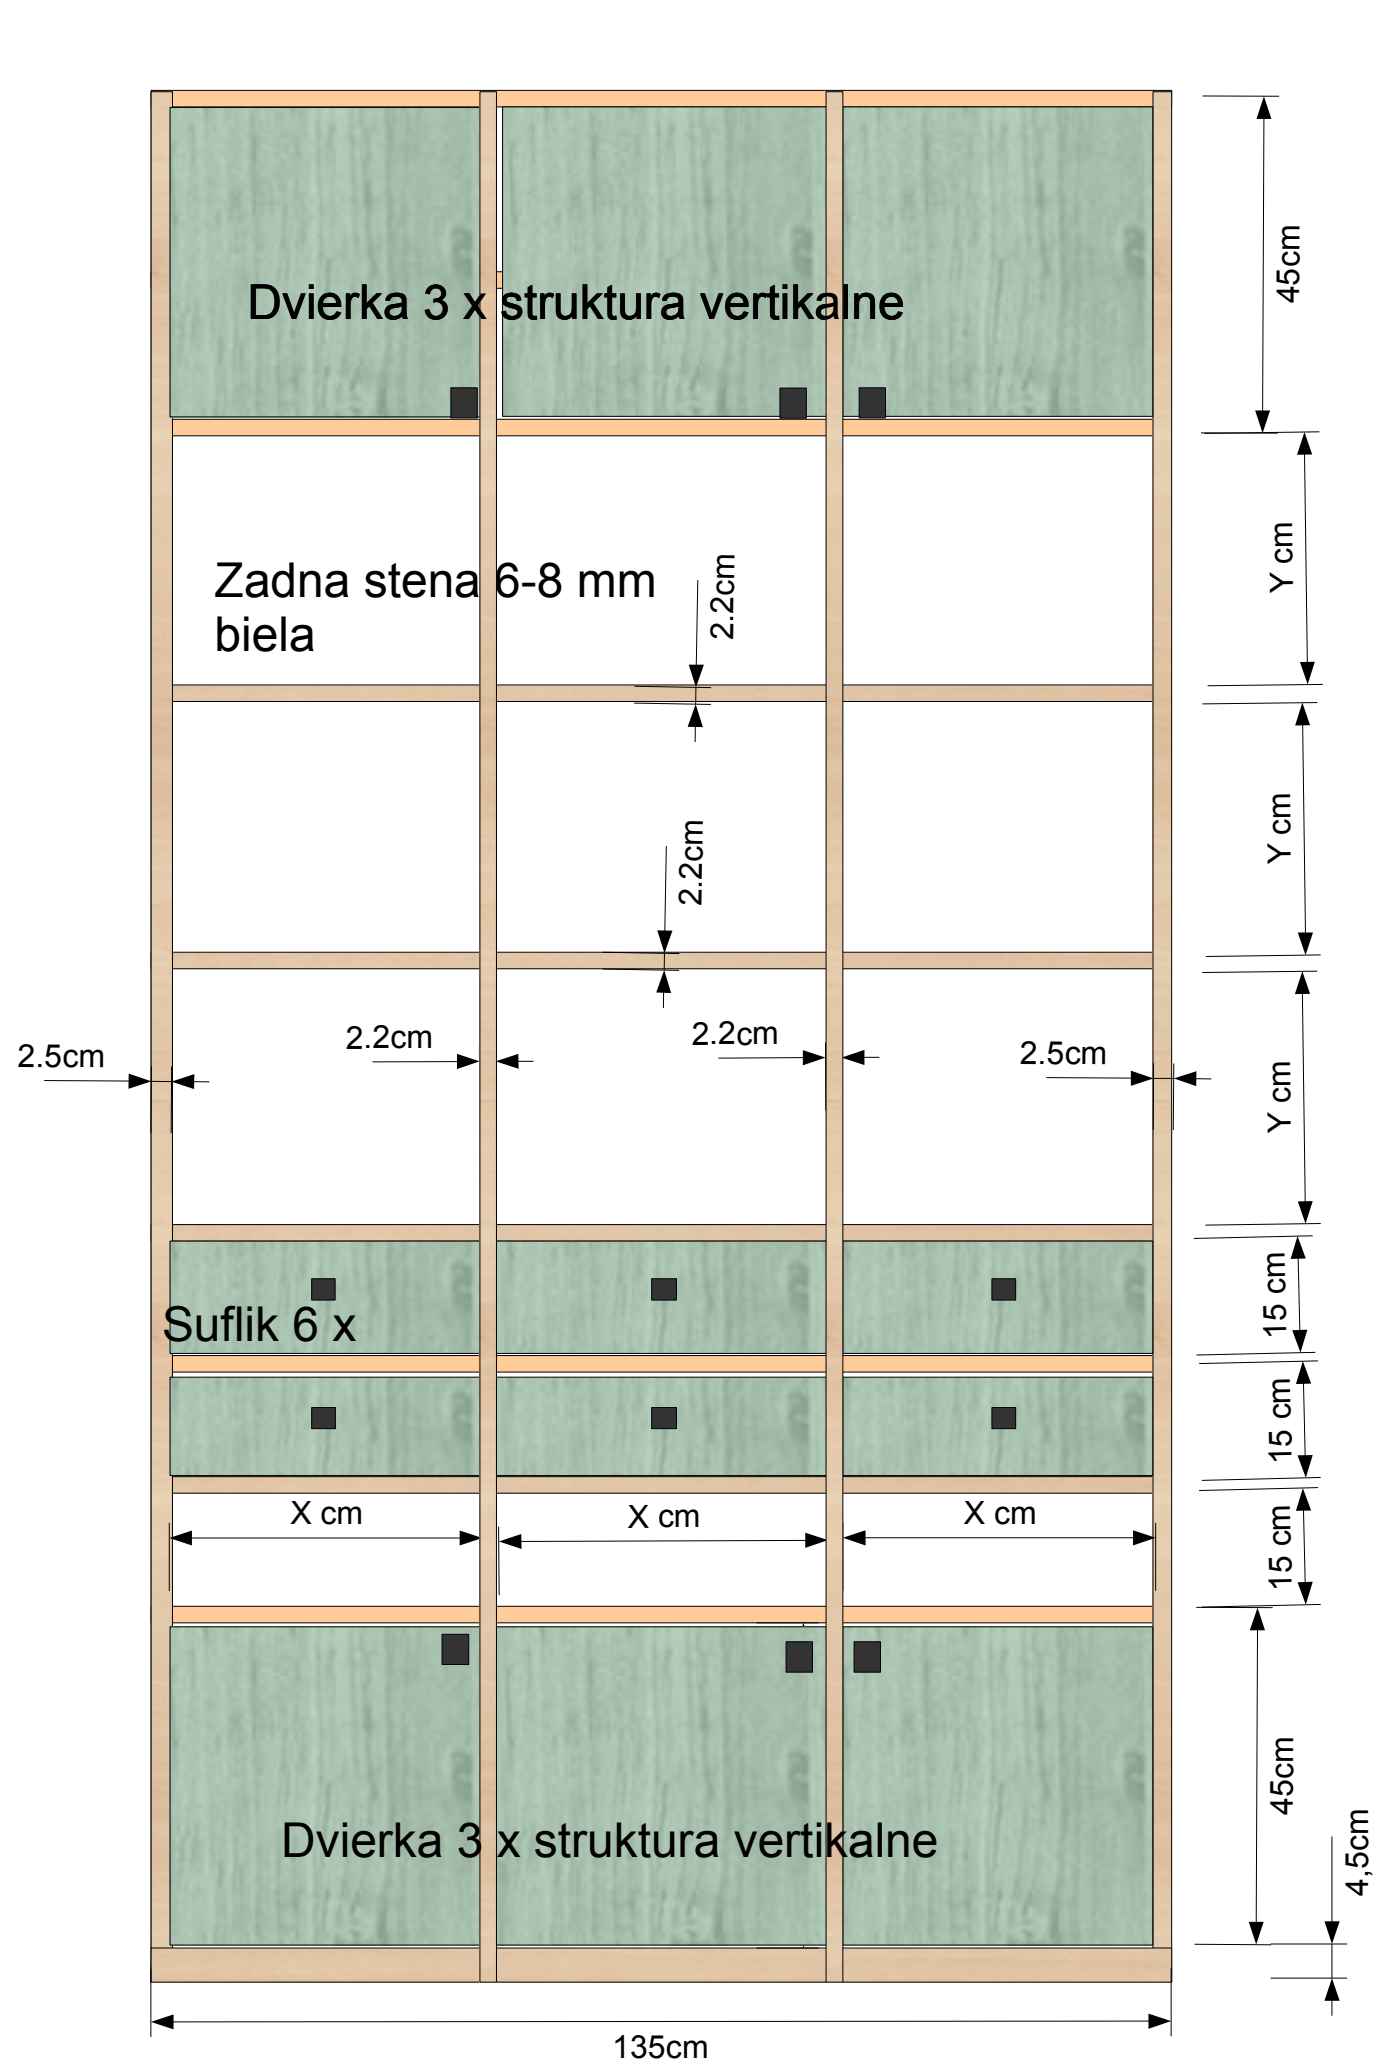 45cm
Dvierka 3 x struktura vertikalne
Y cm
Zadna stena 6-8 mm
biela
2.2cm
Y cm
2.2cm
2.5cm
2.2cm
2.2cm
2.5cm
Y cm
15 cm
Suflik 6 x
15 cm
X cm
X cm
X cm
15 cm
45cm
Dvierka 3 x struktura vertikalne
4,5cm
135cm